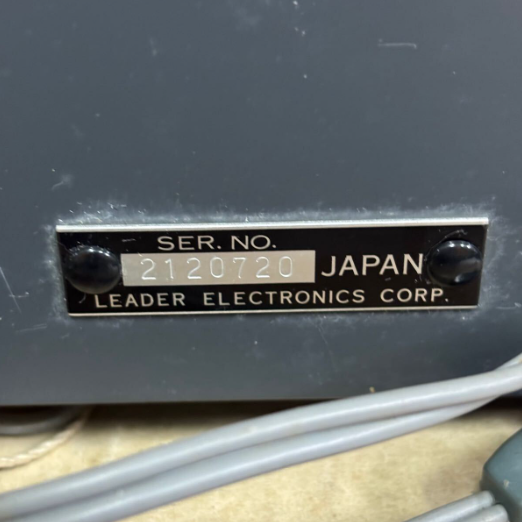 SER. NO.
2120720 JAPAN
LEADER ELECTRONICS CORP.